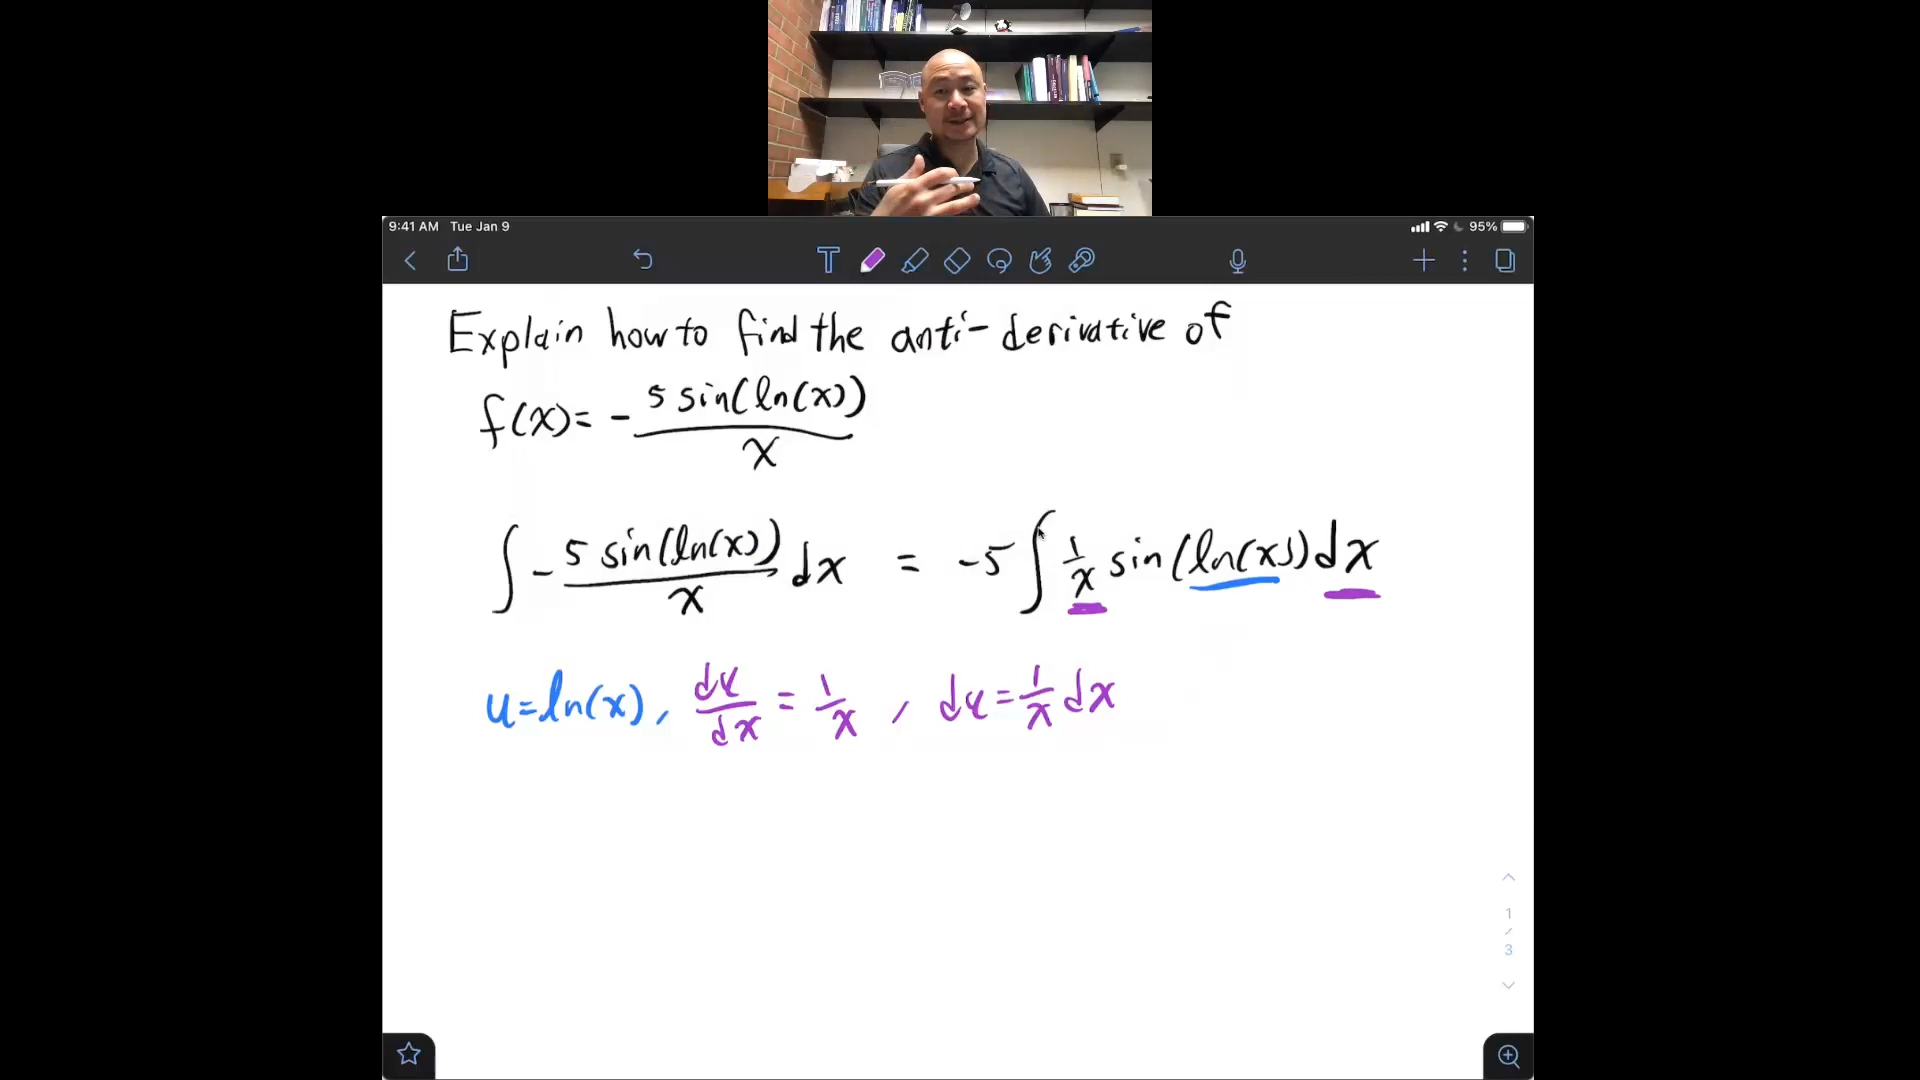 9:41 AM Tue Jan 9 95%
T
Explain how to find the anti-derivative of
f(x) = - 5 sin(ln(x)) / x
∫ - 5 sin(ln(x)) / x dx = -5 ∫ 1/x sin(ln(x)) dx
u=ln(x), du/dx = 1/x , du = 1/x dx
1
/
3